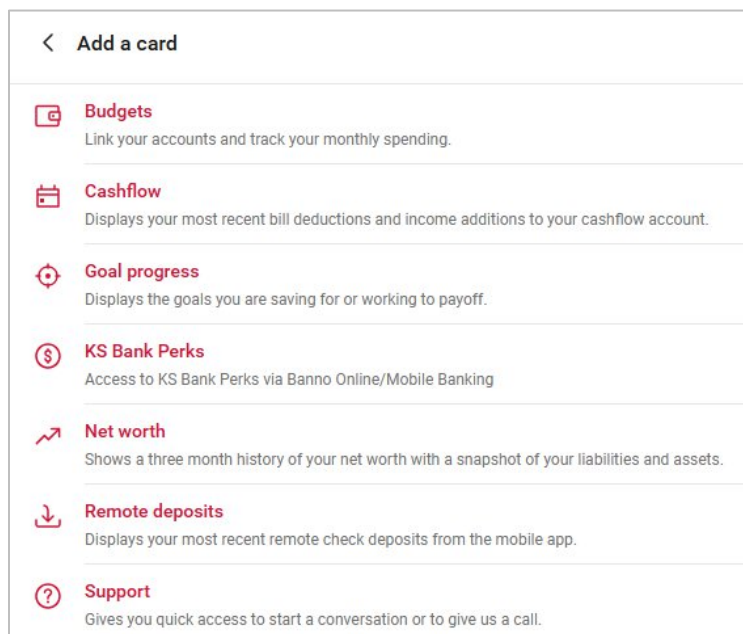 Add a card
Budgets
Link your accounts and track your monthly spending.
Cashflow
Displays your most recent bill deductions and income additions to your cashflow account.
Goal progress
Displays the goals you are saving for or working to payoff.
KS Bank Perks
Access to KS Bank Perks via Banno Online/Mobile Banking
Net worth
Shows a three month history of your net worth with a snapshot of your liabilities and assets.
Remote deposits
Displays your most recent remote check deposits from the mobile app.
Support
Gives you quick access to start a conversation or to give us a call.